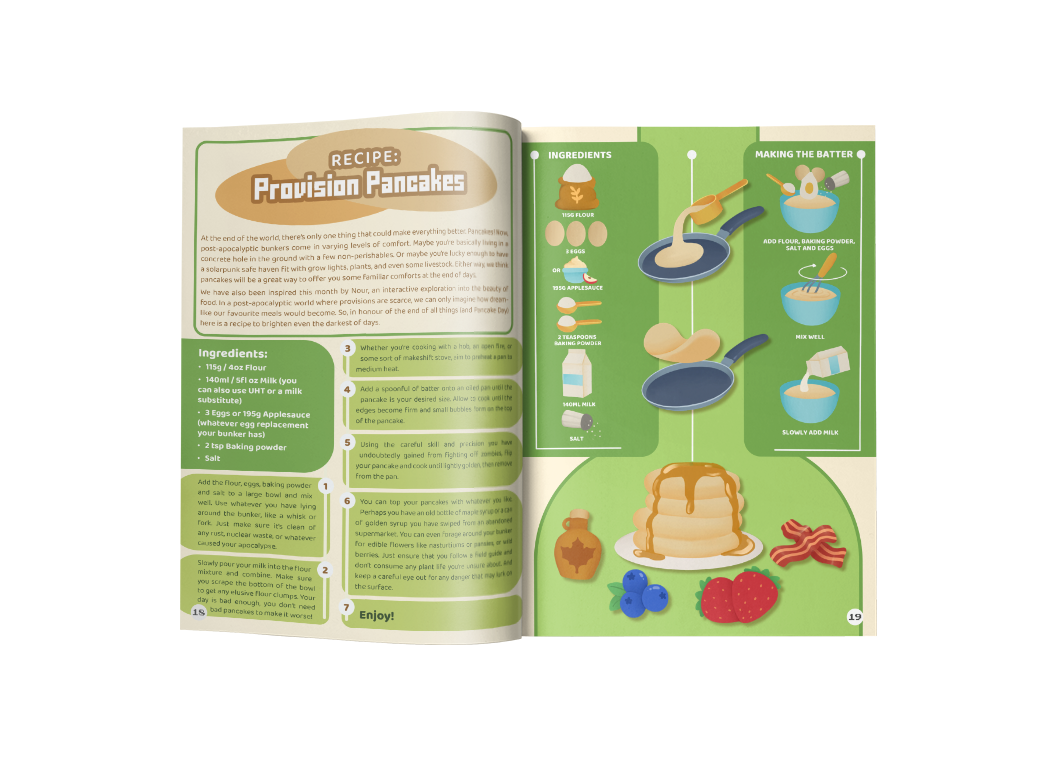 RECIPE:
Provision Pancakes
At the end of the world, there's only one thing that could make everything better. Pancakes! Now,
post-apocalyptic bunkers come in varying levels of comfort. Maybe you're basically living in a
concrete hole in the ground with a few non-perishables. Or maybe you're lucky enough to have
a solarpunk safe haven fit with grow lights, plants, and even some livestock. Either way, we think
pancakes will be a great way to offer you some familiar comforts at the end of days.
We have also been inspired this month by Nour, an interactive exploration into the beauty of
food. In a post-apocalyptic world where provisions are scarce, we can only imagine how dream-
like our favourite meals would become. So, in honour of the end of all things (and Pancake Day)
here is a recipe to brighten even the darkest of days.
Ingredients:
• 115g / 4oz Flour
• 140ml / 5fl oz Milk (you
can also use UHT or a milk
substitute)
• 3 Eggs or 195g Applesauce
(whatever egg replacement
your bunker has)
• 2 tsp Baking powder
• Salt
1
Add the flour, eggs, baking powder
and salt to a large bowl and mix
well. Use whatever you have lying
around the bunker, like a whisk or
fork. Just make sure it's clean of
any rust, nuclear waste, or whatever
caused your apocalypse.
2
Slowly pour your milk into the flour
mixture and combine. Make sure
you scrape the bottom of the bowl
to get any elusive flour clumps. Your
day is bad enough, you don't need
bad pancakes to make it worse!
18
3
Whether you're cooking with a hob, an open fire, or
some sort of makeshift stove, aim to preheat a pan to
medium heat.
4
Add a spoonful of batter onto an oiled pan until the
pancake is your desired size. Allow to cook until the
edges become firm and small bubbles form on the top
of the pancake.
5
Using the careful skill and precision you have
undoubtedly gained from fighting off zombies, flip
your pancake and cook until lightly golden, then remove
from the pan.
6
You can top your pancakes with whatever you like.
Perhaps you have an old bottle of maple syrup or a can
of golden syrup you have swiped from an abandoned
supermarket. You can even forage around your bunker
for edible flowers like nasturtiums or pansies, or wild
berries. Just ensure that you follow a field guide and
don't consume any plant life you're unsure about, and
keep a careful eye out for any danger that may lurk on
the surface.
7
Enjoy!
INGREDIENTS
115G FLOUR
3 EGGS
OR
195G APPLESAUCE
2 TEASPOONS
BAKING POWDER
140ML MILK
SALT
MAKING THE BATTER
ADD FLOUR, BAKING POWDER,
SALT AND EGGS
MIX WELL
SLOWLY ADD MILK
19